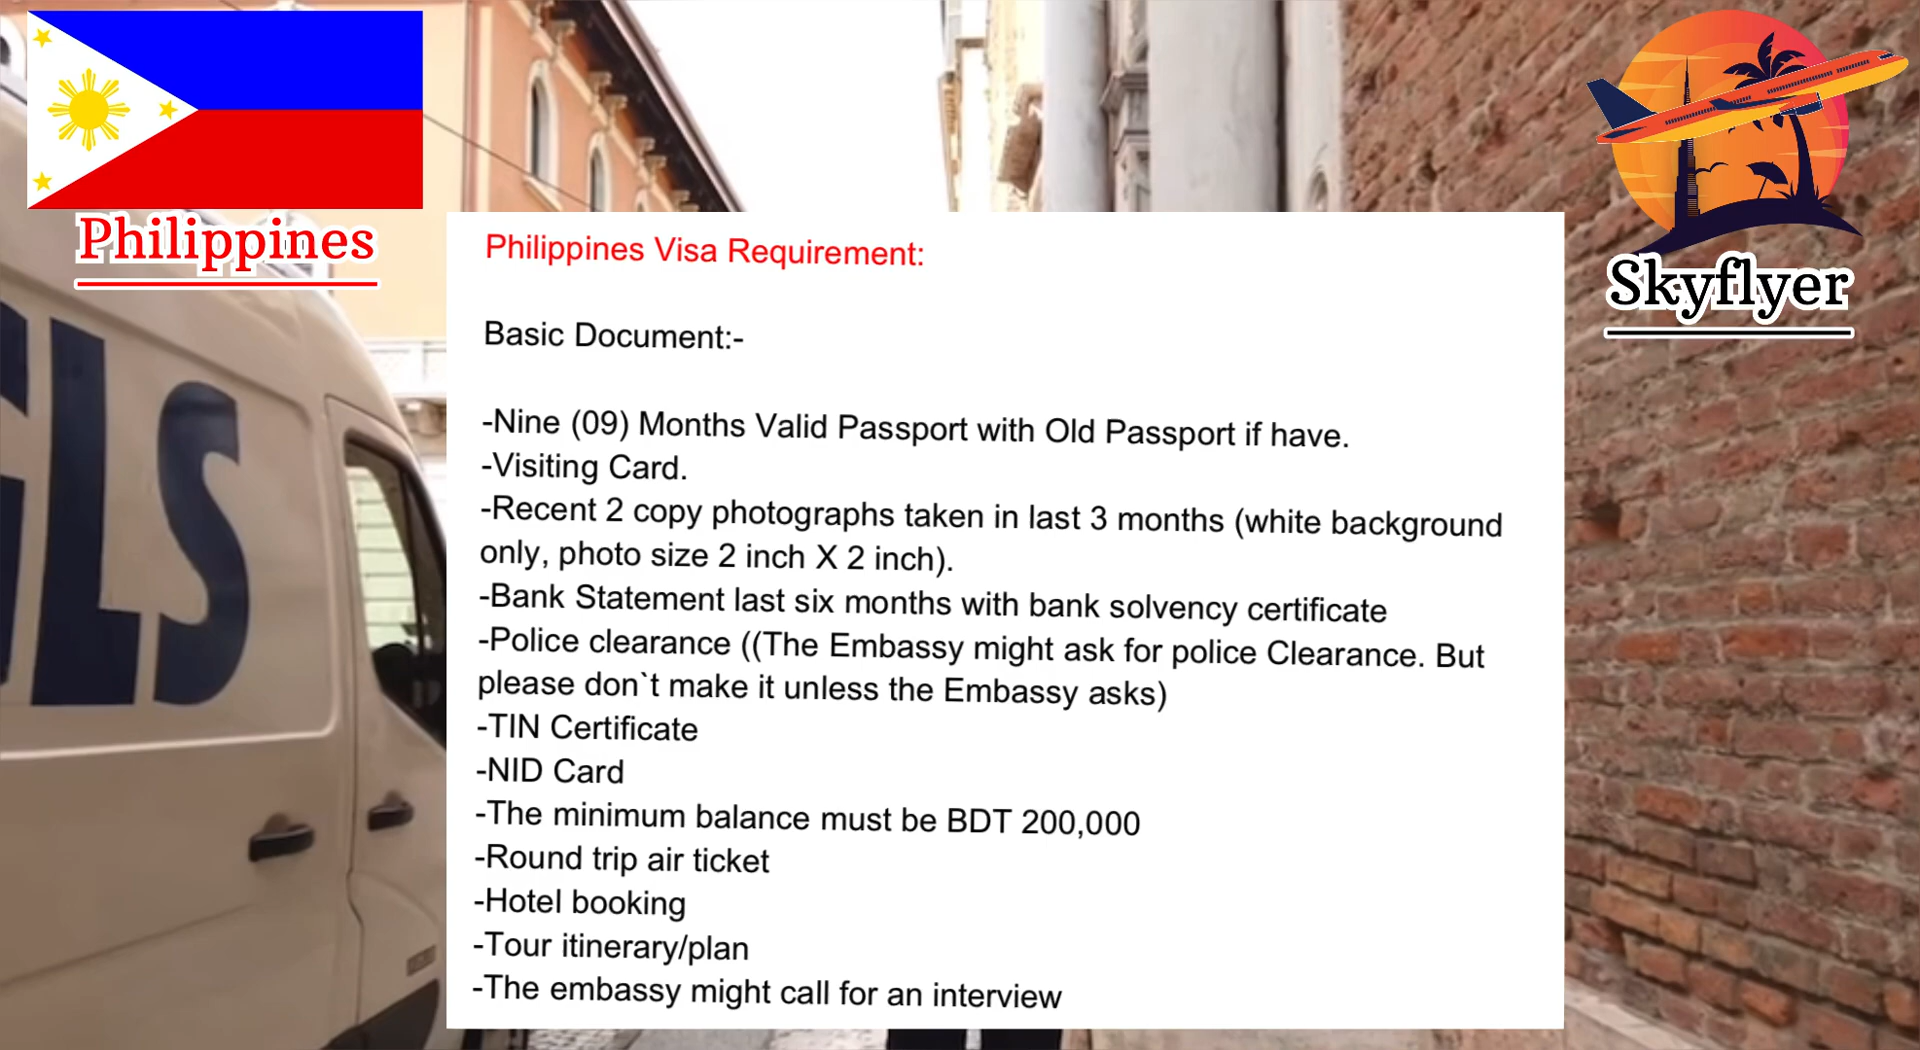 Philippines
Skyflyer
GLS
Philippines Visa Requirement:
Basic Document:-
-Nine (09) Months Valid Passport with Old Passport if have.
-Visiting Card.
-Recent 2 copy photographs taken in last 3 months (white background
only, photo size 2 inch X 2 inch).
-Bank Statement last six months with bank solvency certificate
-Police clearance ((The Embassy might ask for police Clearance. But
please don`t make it unless the Embassy asks)
-TIN Certificate
-NID Card
-The minimum balance must be BDT 200,000
-Round trip air ticket
-Hotel booking
-Tour itinerary/plan
-The embassy might call for an interview